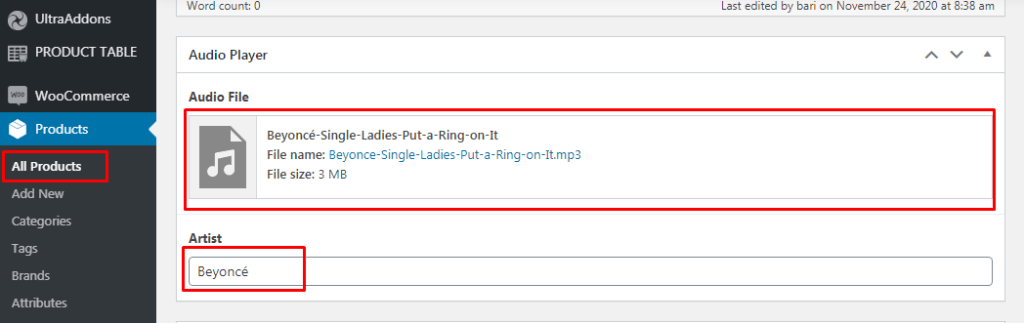 UltraAddons
PRODUCT TABLE
WooCommerce
Products
All Products
Add New
Categories
Tags
Brands
Attributes
Word count: 0
Last edited by bari on November 24, 2020 at 8:38 am
Audio Player
Audio File
Beyoncé-Single-Ladies-Put-a-Ring-on-It
File name: Beyonce-Single-Ladies-Put-a-Ring-on-It.mp3
File size: 3 MB
Artist
Beyoncé